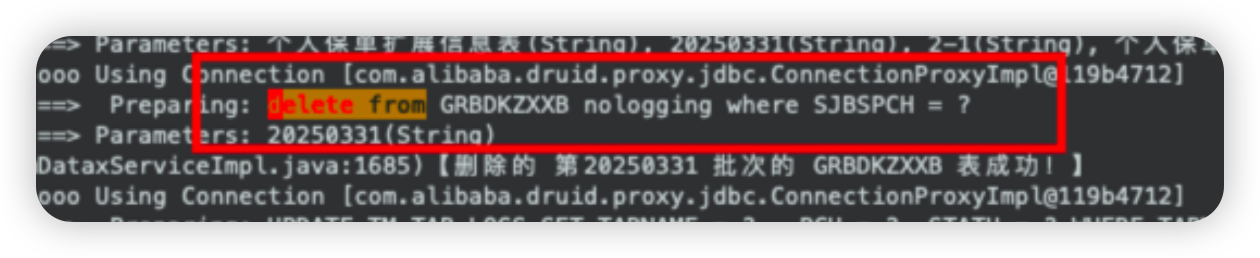 ==> Parameters: 个人保单扩展信息表(String), 20250331(String), 2-1(String), 个人保单
ooo Using Connection [com.alibaba.druid.proxy.jdbc.ConnectionProxyImpl@119b4712]
==>  Preparing: delete from GRBDKZXXB nologging where SJBSPCH = ?
==> Parameters: 20250331(String)
DataxServiceImpl.java:1685)【删除的 第20250331 批次的 GRBDKZXXB 表成功! 】
ooo Using Connection [com.alibaba.druid.proxy.jdbc.ConnectionProxyImpl@119b4712]